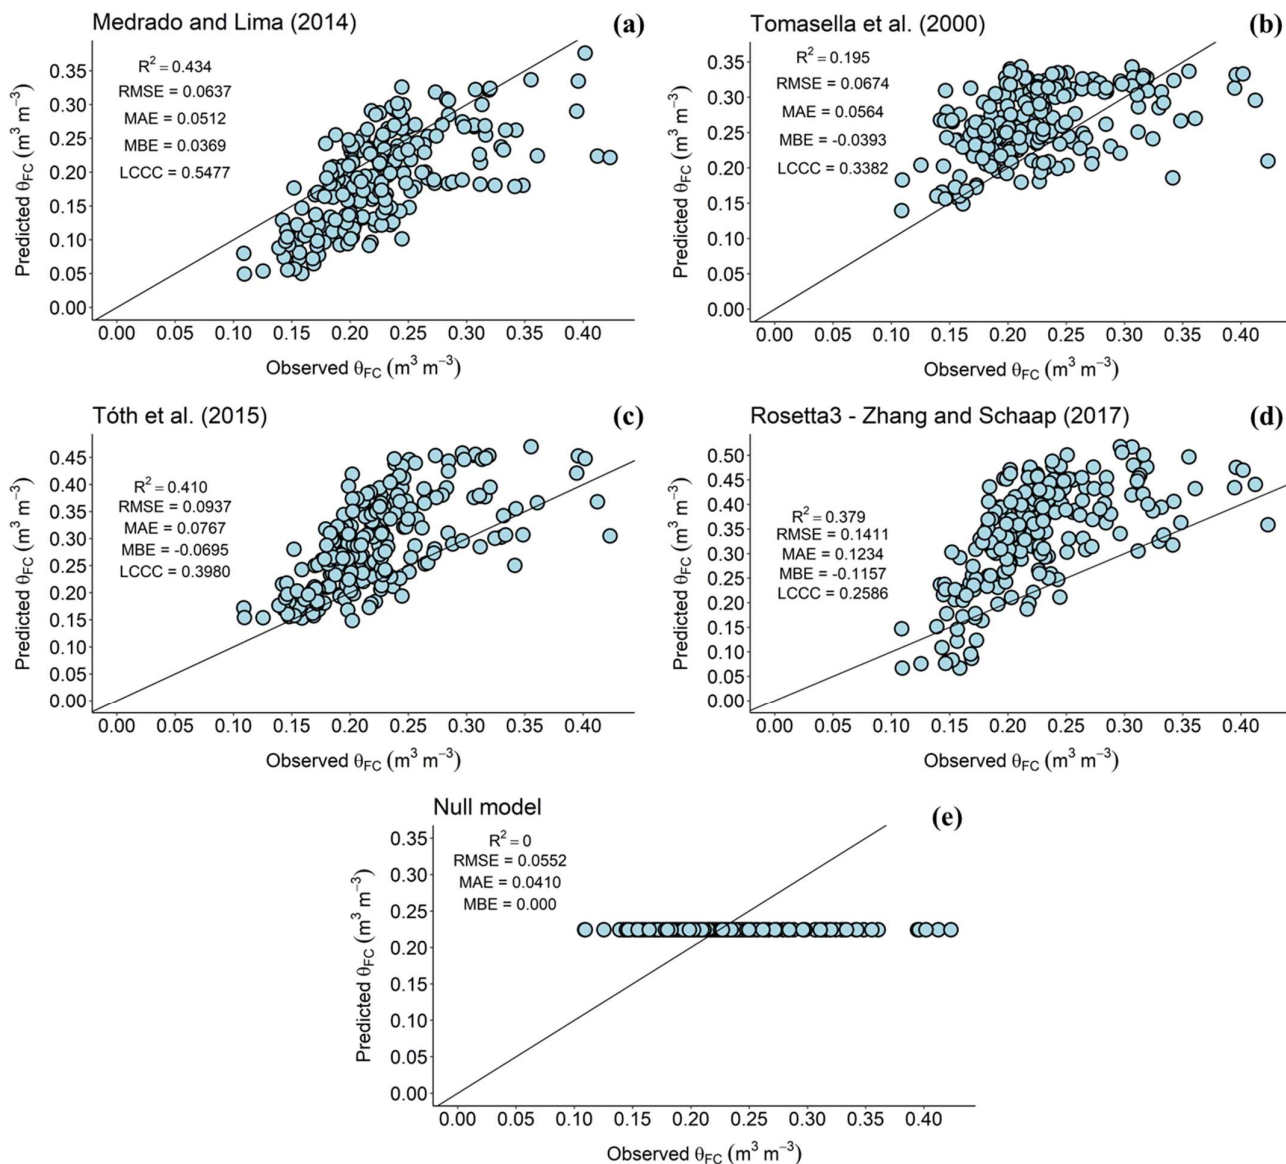 Medrado and Lima (2014)
(a)
R² = 0.434
RMSE = 0.0637
MAE = 0.0512
MBE = 0.0369
LCCC = 0.5477
Predicted θFC (m³ m⁻³)
0.35
0.30
0.25
0.20
0.15
0.10
0.05
0.00
0.00 0.05 0.10 0.15 0.20 0.25 0.30 0.35 0.40
Observed θFC (m³ m⁻³)
Tomasella et al. (2000)
(b)
R² = 0.195
RMSE = 0.0674
MAE = 0.0564
MBE = -0.0393
LCCC = 0.3382
Predicted θFC (m³ m⁻³)
0.35
0.30
0.25
0.20
0.15
0.10
0.05
0.00
0.00 0.05 0.10 0.15 0.20 0.25 0.30 0.35 0.40
Observed θFC (m³ m⁻³)
Tóth et al. (2015)
(c)
R² = 0.410
RMSE = 0.0937
MAE = 0.0767
MBE = -0.0695
LCCC = 0.3980
Predicted θFC (m³ m⁻³)
0.45
0.40
0.35
0.30
0.25
0.20
0.15
0.10
0.05
0.00
0.00 0.05 0.10 0.15 0.20 0.25 0.30 0.35 0.40
Observed θFC (m³ m⁻³)
Rosetta3 - Zhang and Schaap (2017)
(d)
R² = 0.379
RMSE = 0.1411
MAE = 0.1234
MBE = -0.1157
LCCC = 0.2586
Predicted θFC (m³ m⁻³)
0.50
0.45
0.40
0.35
0.30
0.25
0.20
0.15
0.10
0.05
0.00
0.00 0.05 0.10 0.15 0.20 0.25 0.30 0.35 0.40
Observed θFC (m³ m⁻³)
Null model
(e)
R² = 0
RMSE = 0.0552
MAE = 0.0410
MBE = 0.000
Predicted θFC (m³ m⁻³)
0.35
0.30
0.25
0.20
0.15
0.10
0.05
0.00
0.00 0.05 0.10 0.15 0.20 0.25 0.30 0.35 0.40
Observed θFC (m³ m⁻³)